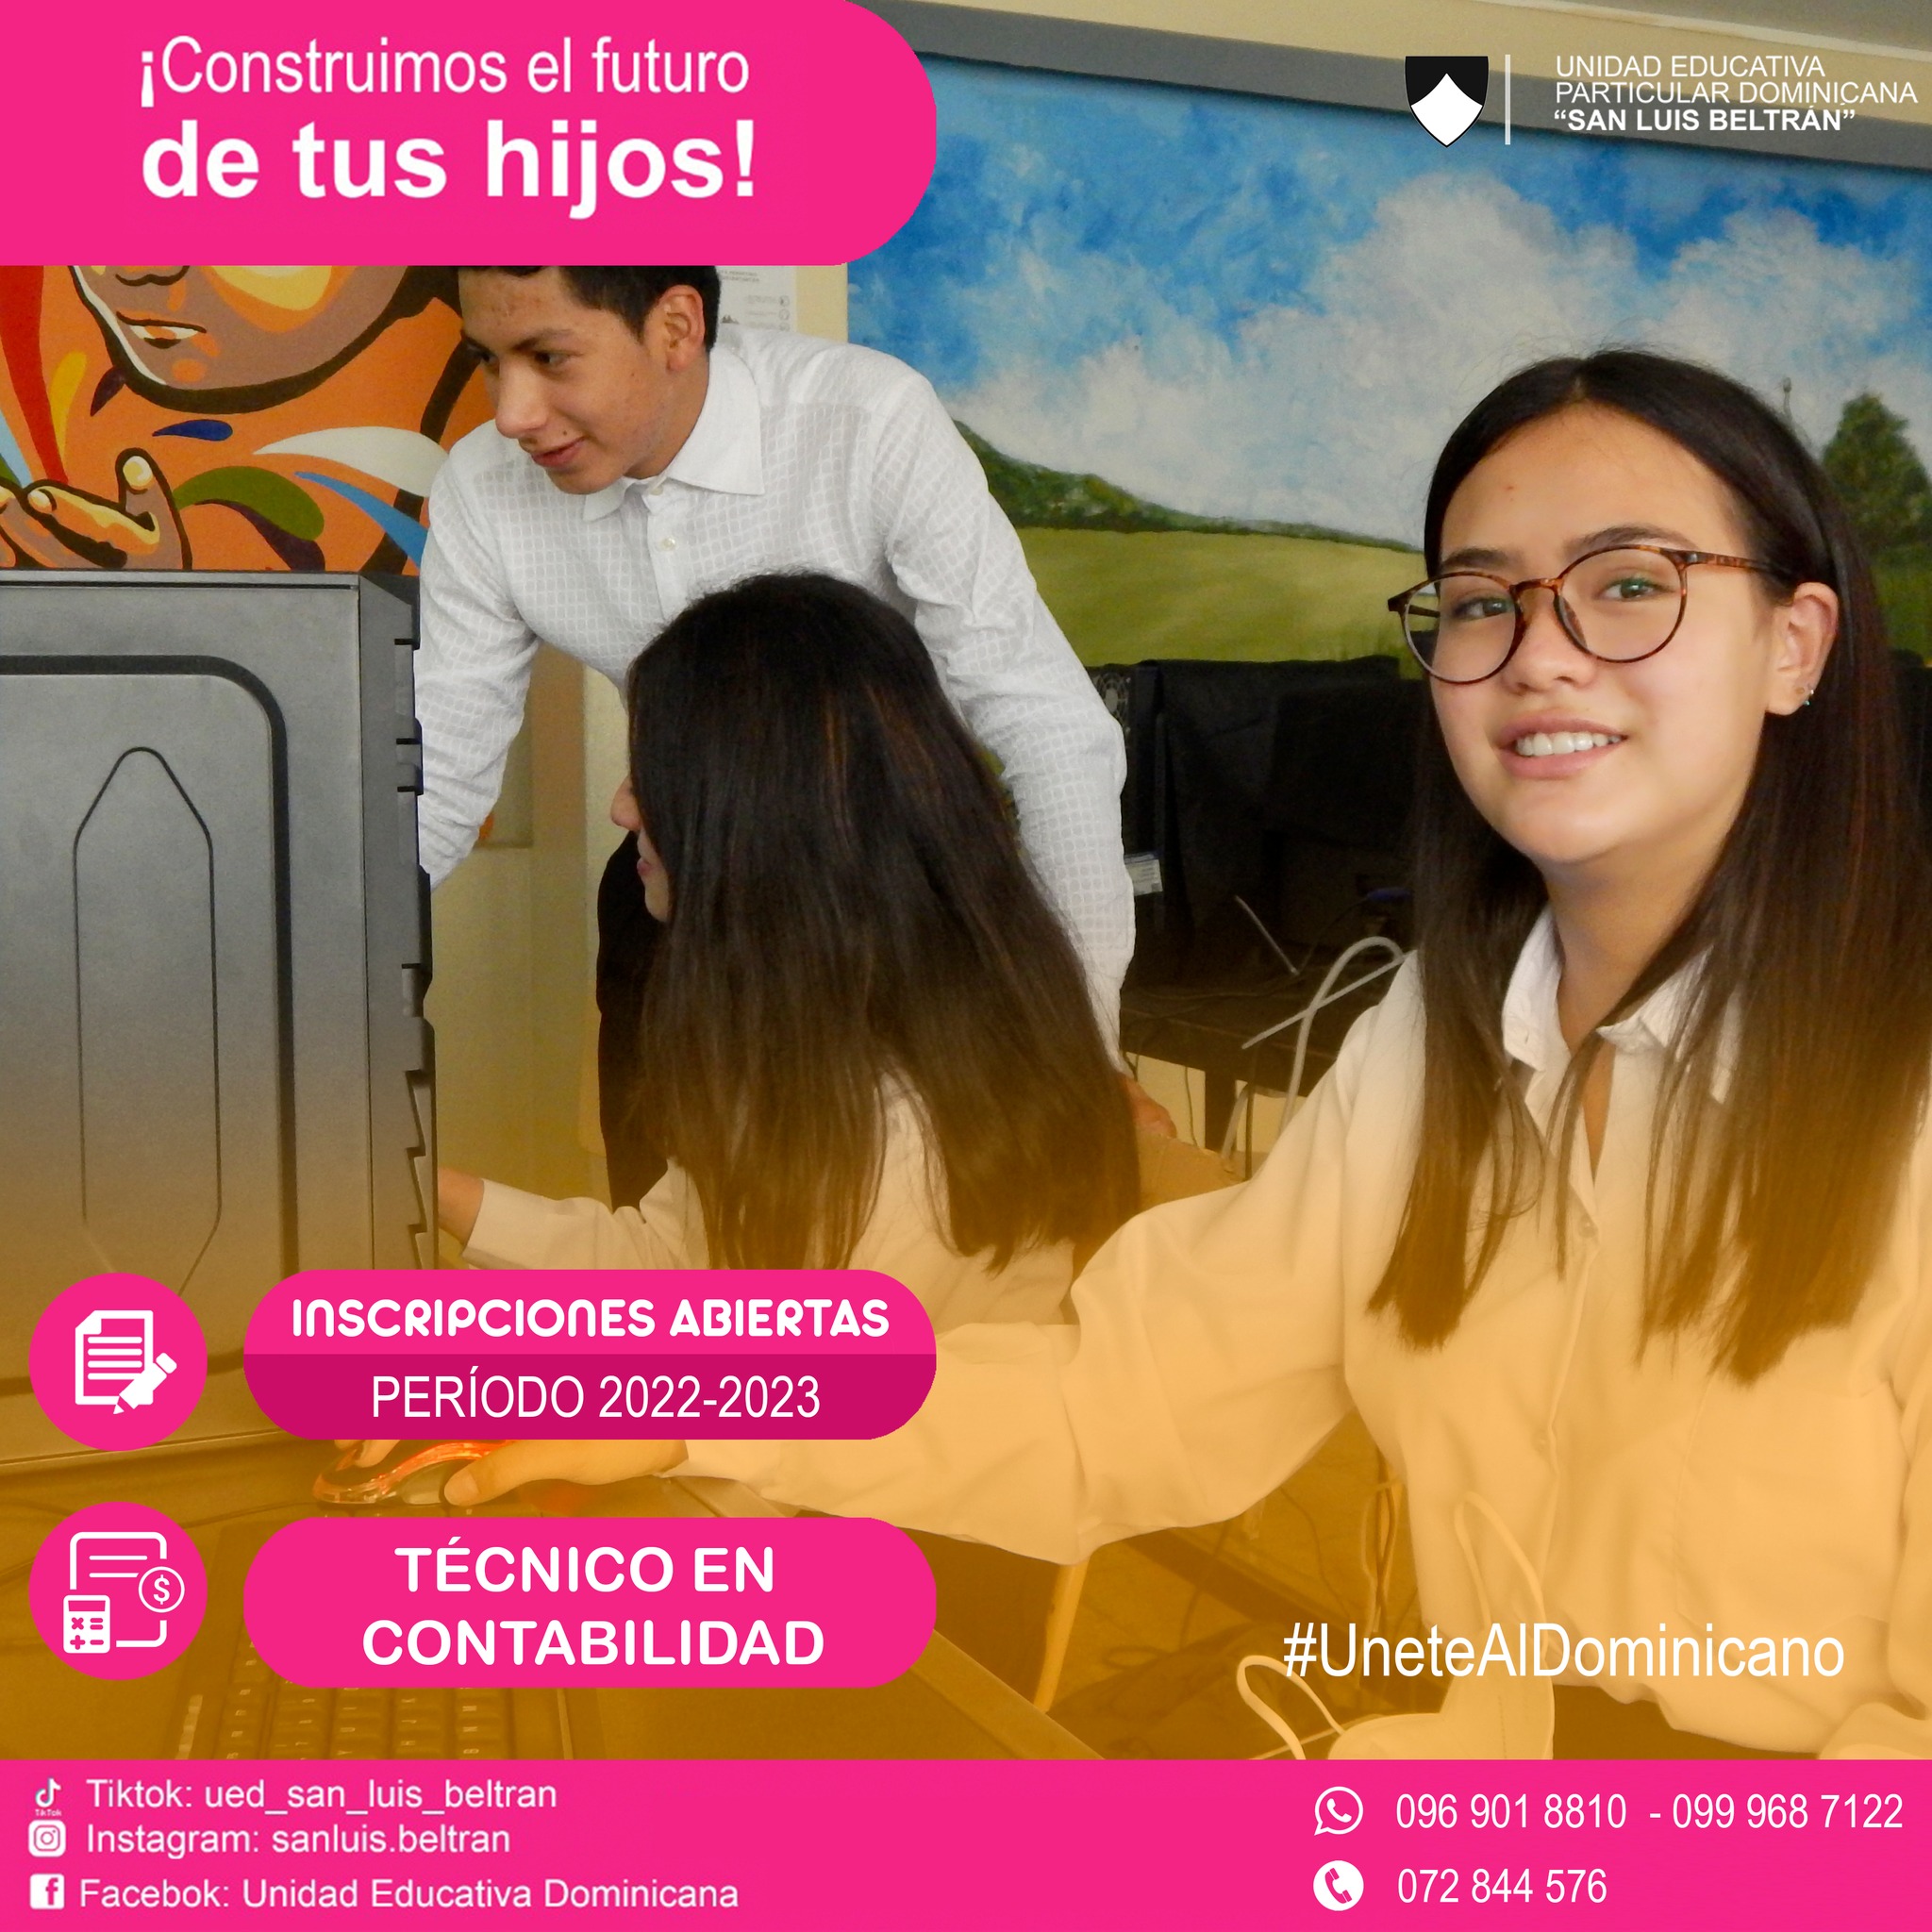 ¡Construimos el futuro
de tus hijos!
UNIDAD EDUCATIVA
PARTICULAR DOMINICANA
“SAN LUIS BELTRÁN”
INSCRIPCIONES ABIERTAS
PERÍODO 2022-2023
TÉCNICO EN
CONTABILIDAD
#UneteAlDominicano
TikTok
Tiktok: ued_san_luis_beltran
Instagram: sanluis.beltran
Facebok: Unidad Educativa Dominicana
096 901 8810 - 099 968 7122
072 844 576